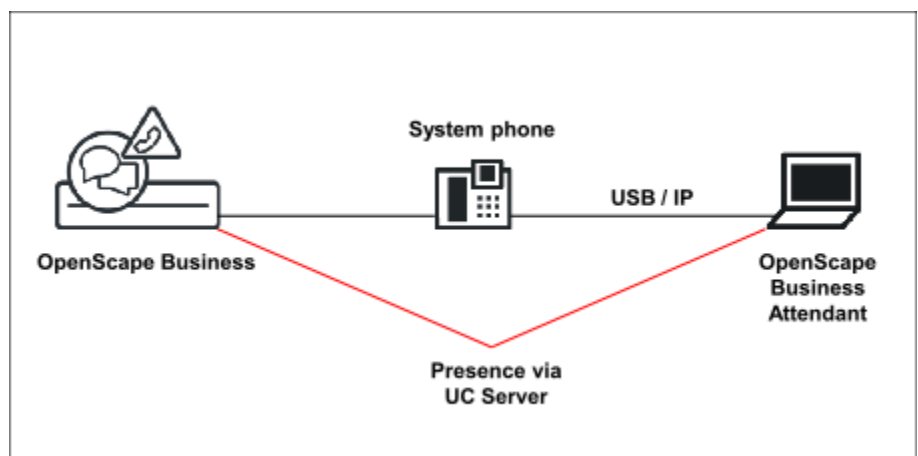 System phone
USB / IP
OpenScape Business
OpenScape
Business
Attendant
Presence via
UC Server